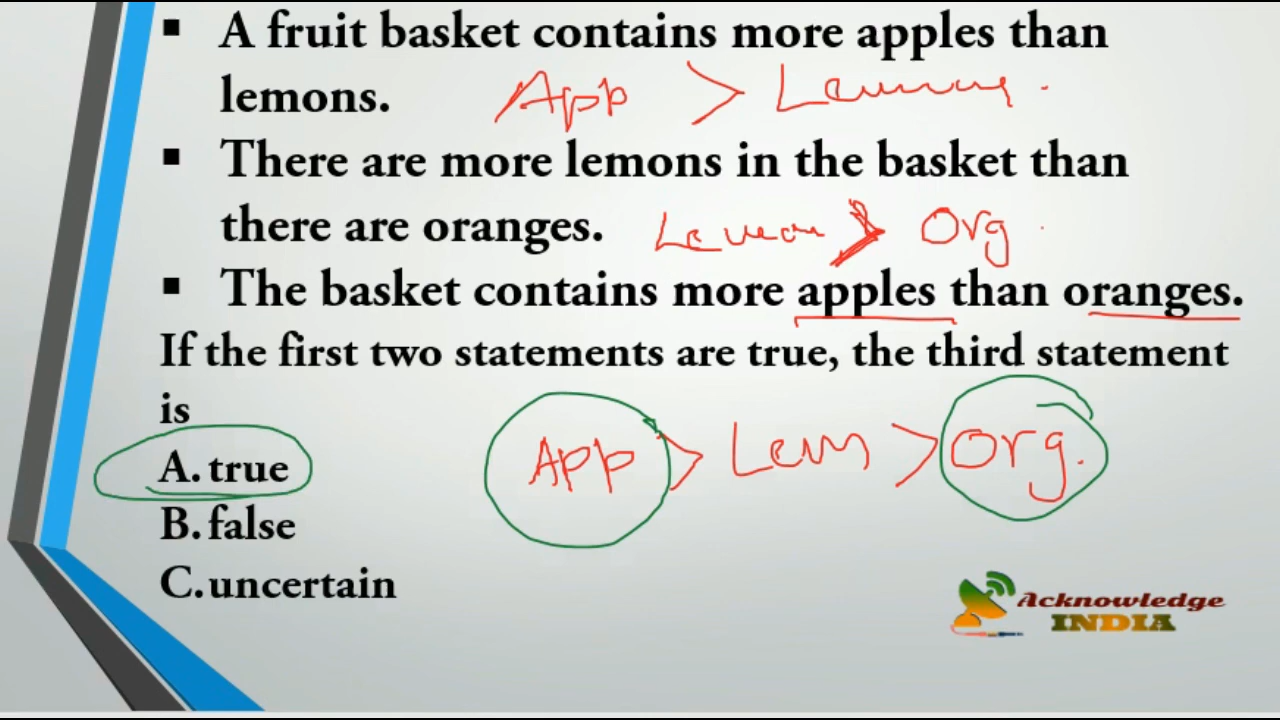 ▪ A fruit basket contains more apples than
lemons. App > Lemons.
▪ There are more lemons in the basket than
there are oranges. Lemon > Org
▪ The basket contains more apples than oranges.
If the first two statements are true, the third statement
is
A. true
App > Lem > Org.
B. false
C. uncertain
Acknowledge
INDIA